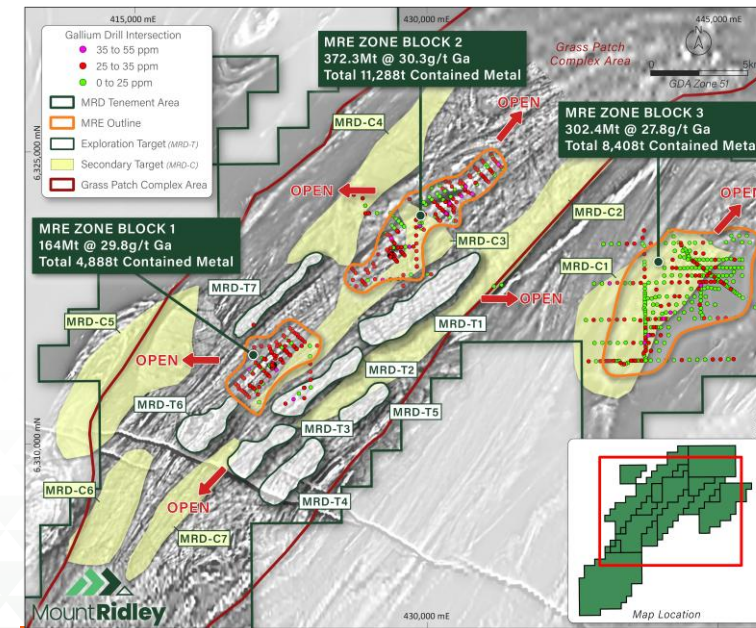 415,000 mE
430,000 mE
445,000 mE
Gallium Drill Intersection
35 to 55 ppm
25 to 35 ppm
0 to 25 ppm
MRD Tenement Area
MRE Outline
Exploration Target (MRD-T)
Secondary Target (MRD-C)
Grass Patch Complex Area
MRE ZONE BLOCK 2
372.3Mt @ 30.3g/t Ga
Total 11,288t Contained Metal
Grass Patch
Complex Area
N
0
5km
GDA Zone 51
OPEN
MRE ZONE BLOCK 3
302.4Mt @ 27.8g/t Ga
Total 8,408t Contained Metal
MRD-C4
6,325,000 mN
OPEN
OPEN
MRD-C2
MRE ZONE BLOCK 1
164Mt @ 29.8g/t Ga
Total 4,888t Contained Metal
MRD-C3
MRD-C1
MRD-T7
OPEN
MRD-C5
MRD-T1
OPEN
MRD-T2
MRD-T6
MRD-T5
MRD-T3
6,310,000 mN
MRD-C6
OPEN
MRD-T4
MRD-C7
MountRidley
430,000 mE
Map Location